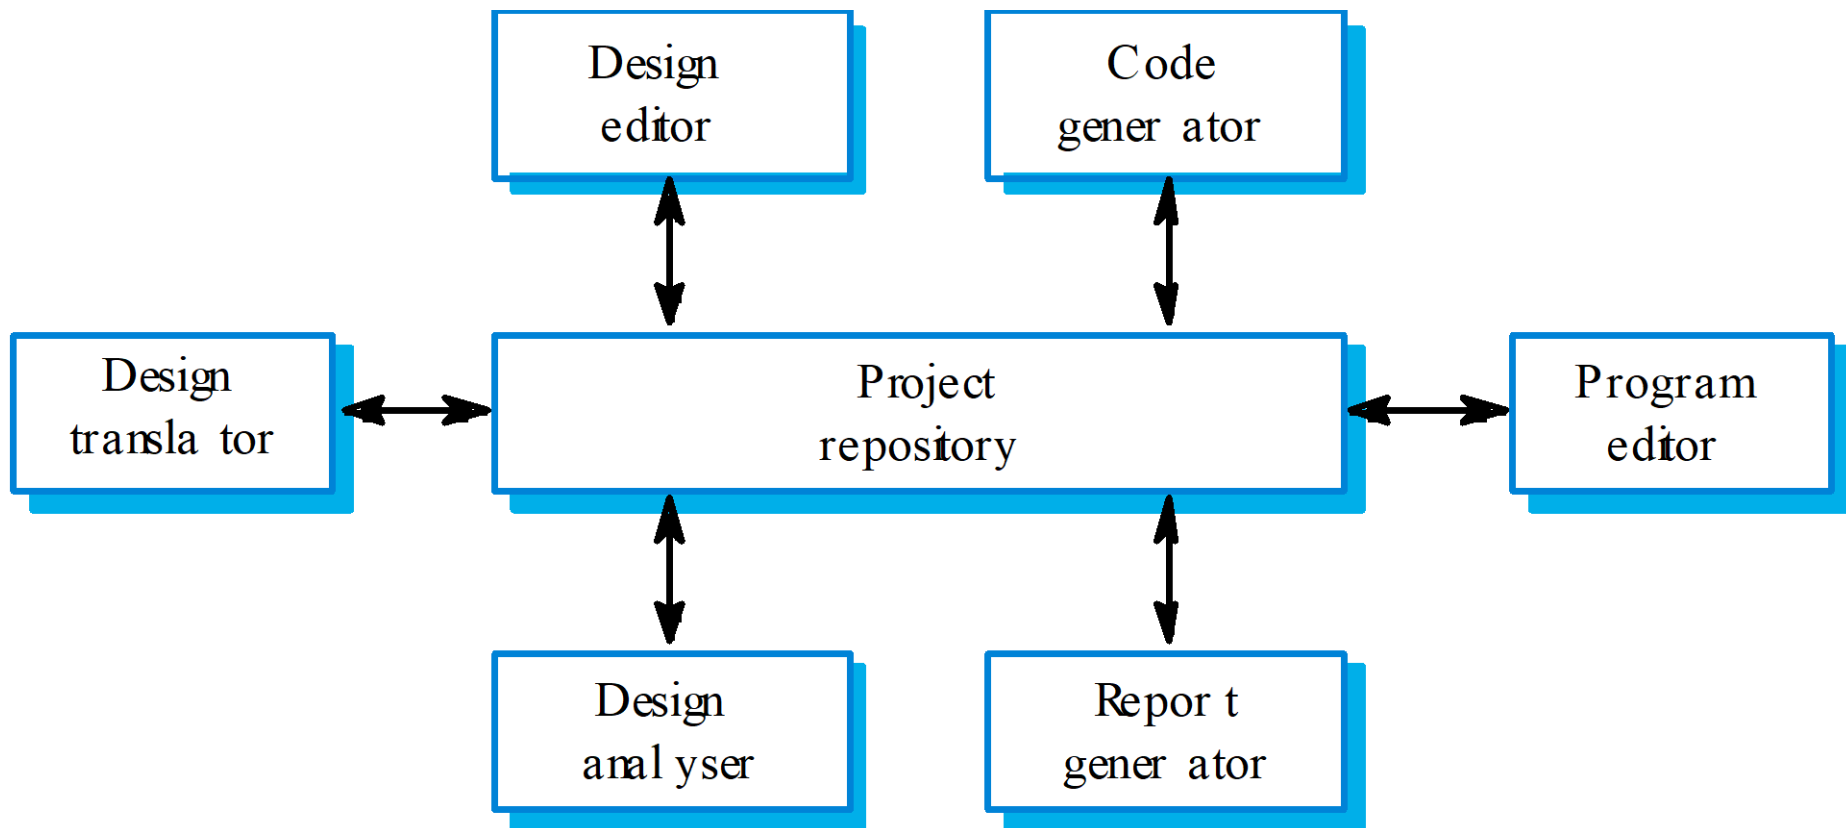 Design
editor
Code
generator
Design
translator
Project
repository
Program
editor
Design
analyser
Report
generator